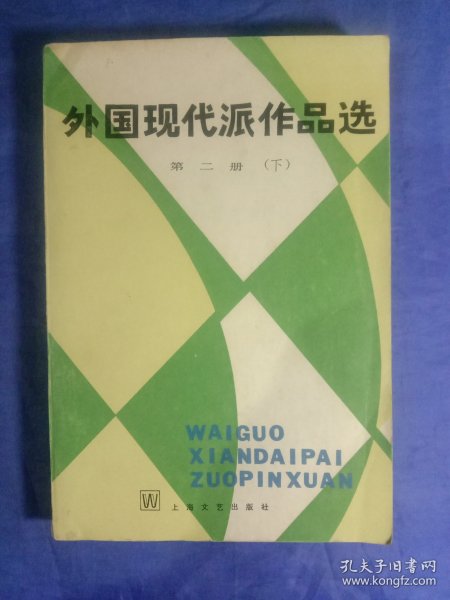 外国现代派作品选
第二册（下）
WAIGUO
XIANDAIPAI
ZUOPINXUAN
W 上海文艺出版社
孔夫子旧书网
www.kongfz.com